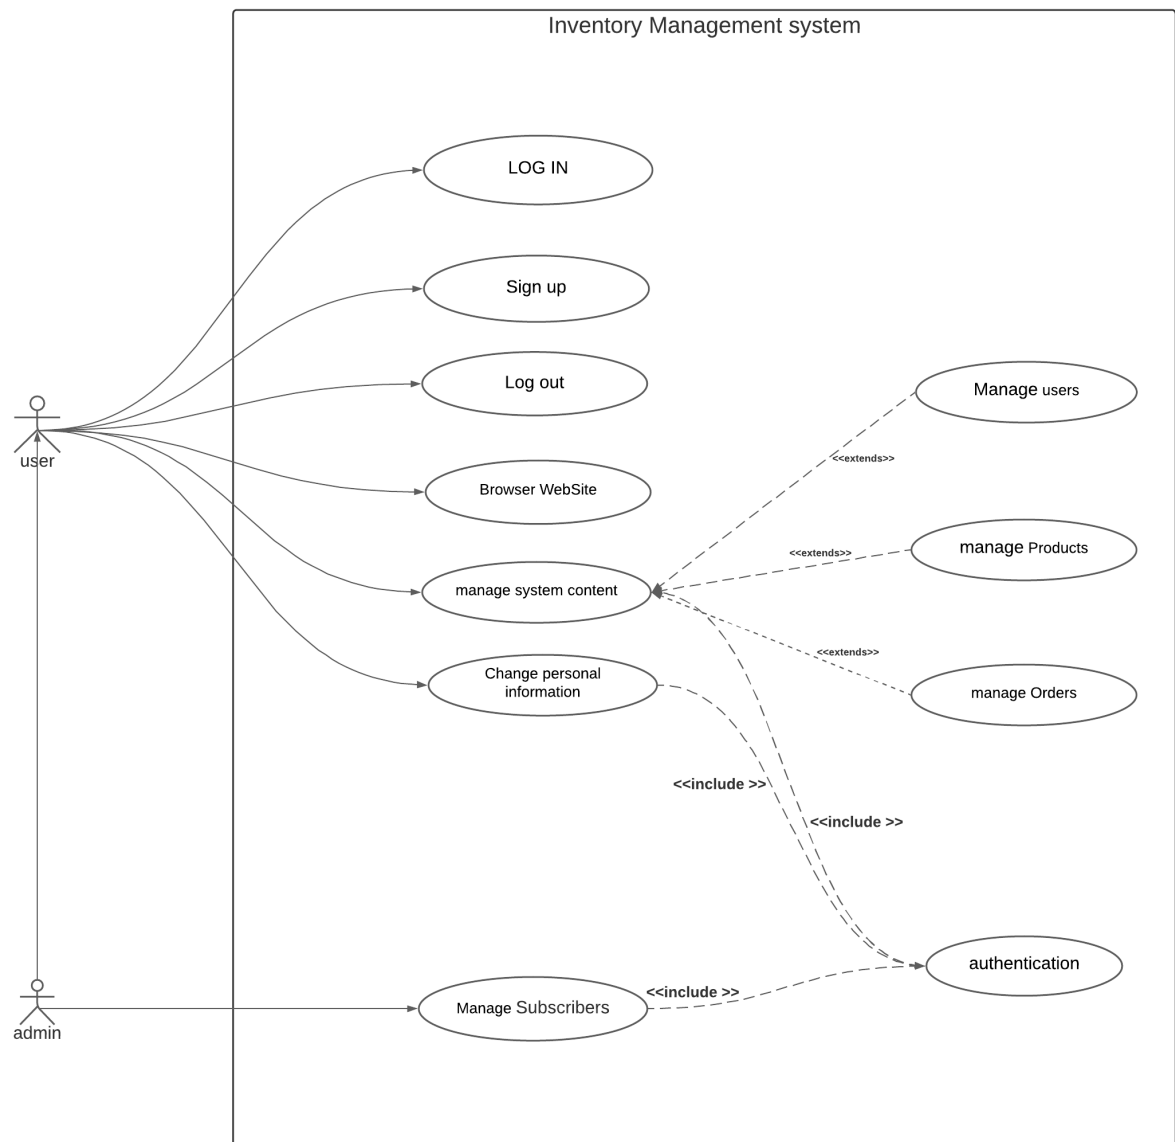 Inventory Management system
LOG IN
Sign up
Log out
Manage users
user
<<extends>>
Browser WebSite
<<extends>>
manage Products
manage system content
<<extends>>
Change personal
information
manage Orders
<<include >>
<<include >>
authentication
<<include >>
Manage Subscribers
admin